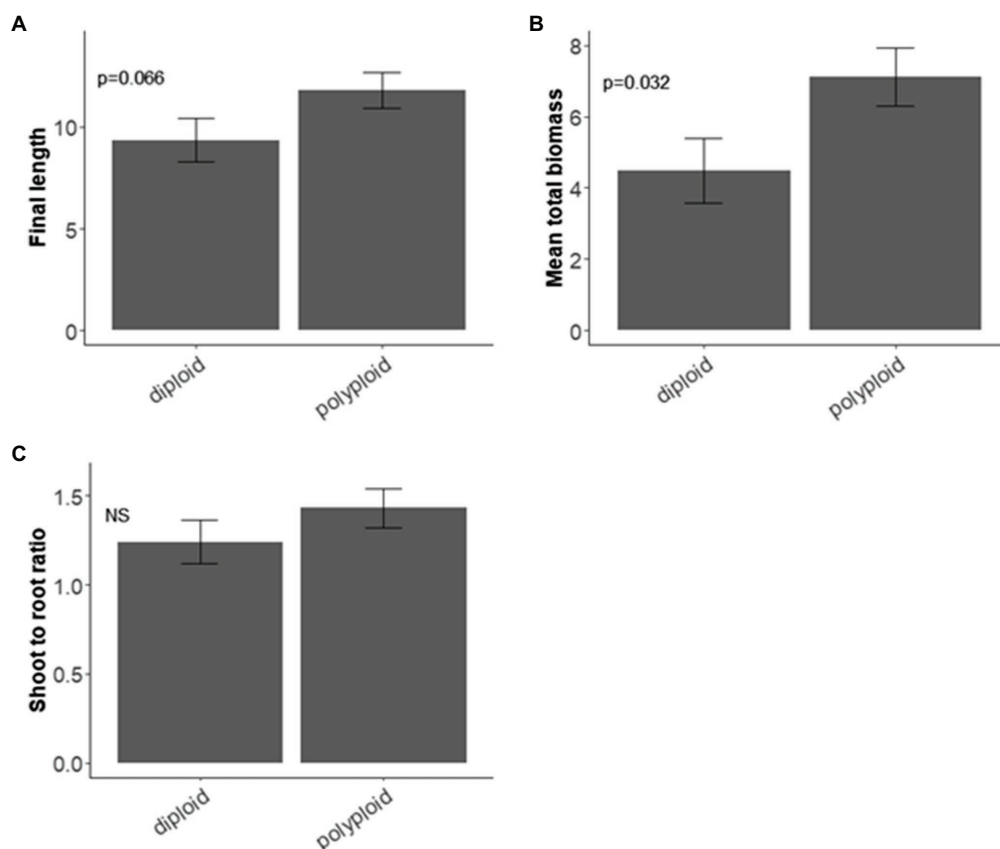 A
p=0.066
Final length
10
5
0
diploid
polyploid
B
p=0.032
Mean total biomass
8
6
4
2
0
diploid
polyploid
C
NS
Shoot to root ratio
1.5
1.0
0.5
0.0
diploid
polyploid